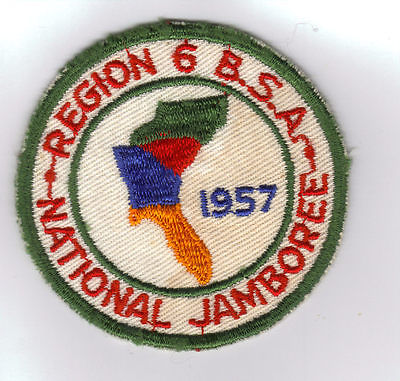 REGION 6 B.S.A.
1957
NATIONAL JAMBOREE